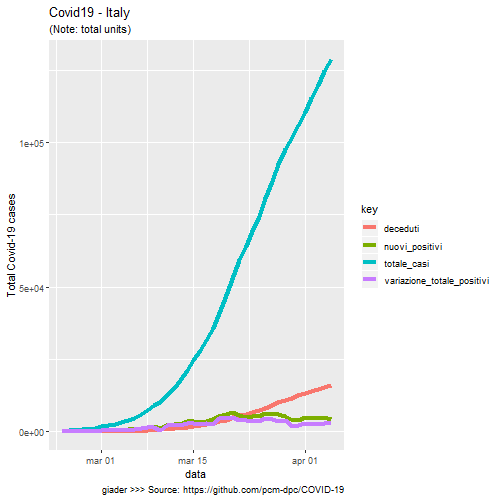 Covid19 - Italy
(Note: total units)
Total Covid-19 cases
1e+05
5e+04
0e+00
mar 01
mar 15
apr 01
data
key
deceduti
nuovi_positivi
totale_casi
variazione_totale_positivi
giader >>> Source: https://github.com/pcm-dpc/COVID-19